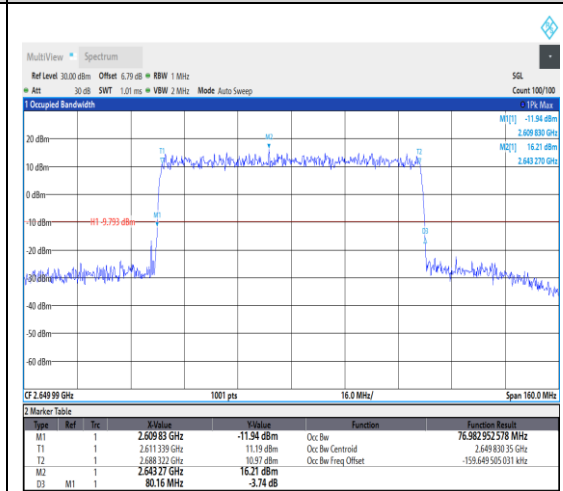 MultiView Spectrum
Ref Level 30.00 dBm Offset 6.79 dB RBW 1 MHz SGL
Att 30 dB SWT 1.01 ms VBW 2 MHz Mode Auto Sweep Count 100/100
1 Occupied Bandwidth 1Pk Max
M1[1] -11.94 dBm
2.609 830 GHz
M2[1] 16.21 dBm
2.643 270 GHz
M2
T1
T2
20 dBm
10 dBm
0 dBm
M1
-10 dBm H1 -9.793 dBm
D3
-20 dBm
-30 dBm
-40 dBm
-50 dBm
-60 dBm
CF 2.649 99 GHz 1001 pts 16.0 MHz/ Span 160.0 MHz
2 Marker Table
Type Ref Trc X-Value Y-Value Function Function Result
M1 1 2.609 83 GHz -11.94 dBm Occ Bw 76.982 952 578 MHz
T1 1 2.611 339 GHz 11.19 dBm Occ Bw Centroid 2.649 830 35 GHz
T2 1 2.688 322 GHz 10.97 dBm Occ Bw Freq Offset -159.649 505 031 kHz
M2 1 2.643 27 GHz 16.21 dBm
D3 M1 1 80.16 MHz -3.74 dB